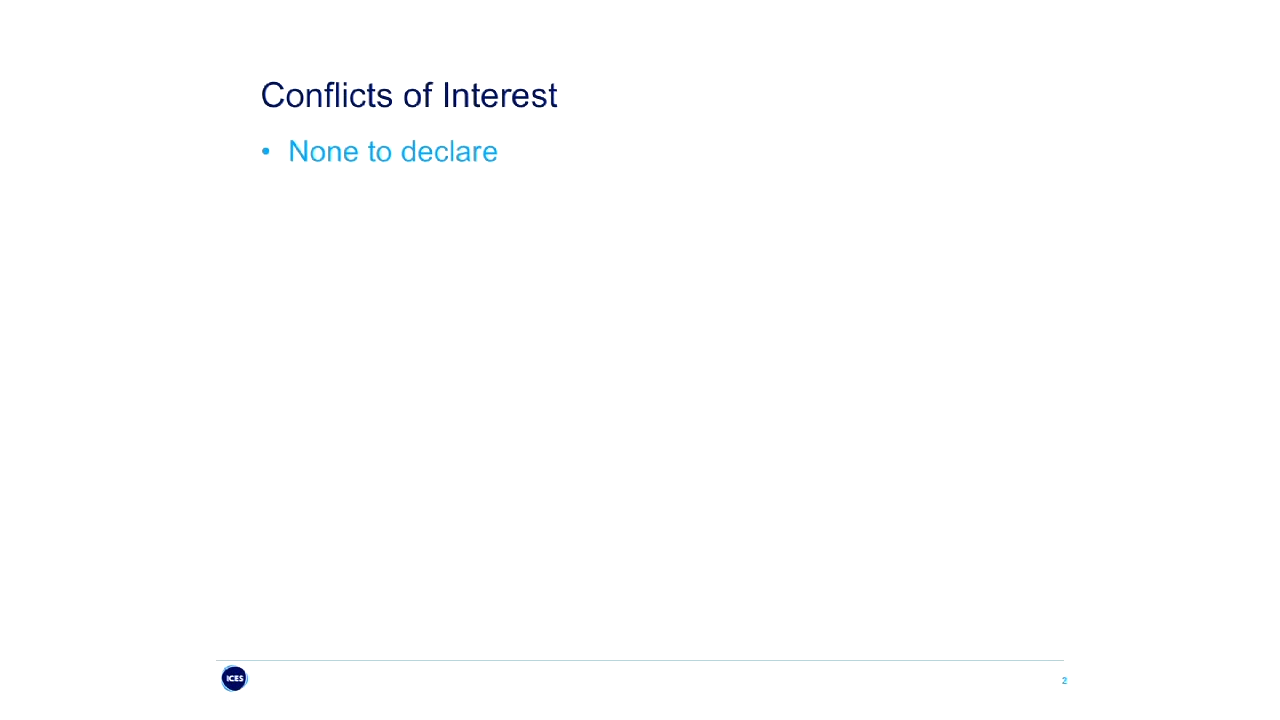 Conflicts of Interest
• None to declare
ICES
2